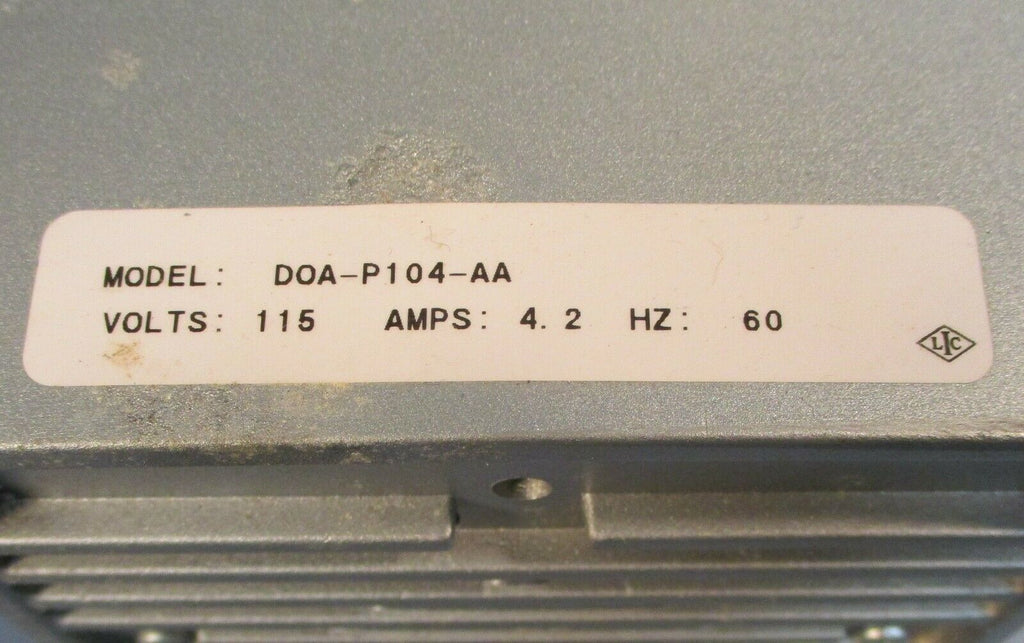 MODEL: DOA-P104-AA
VOLTS: 115 AMPS: 4.2 HZ: 60
LIC